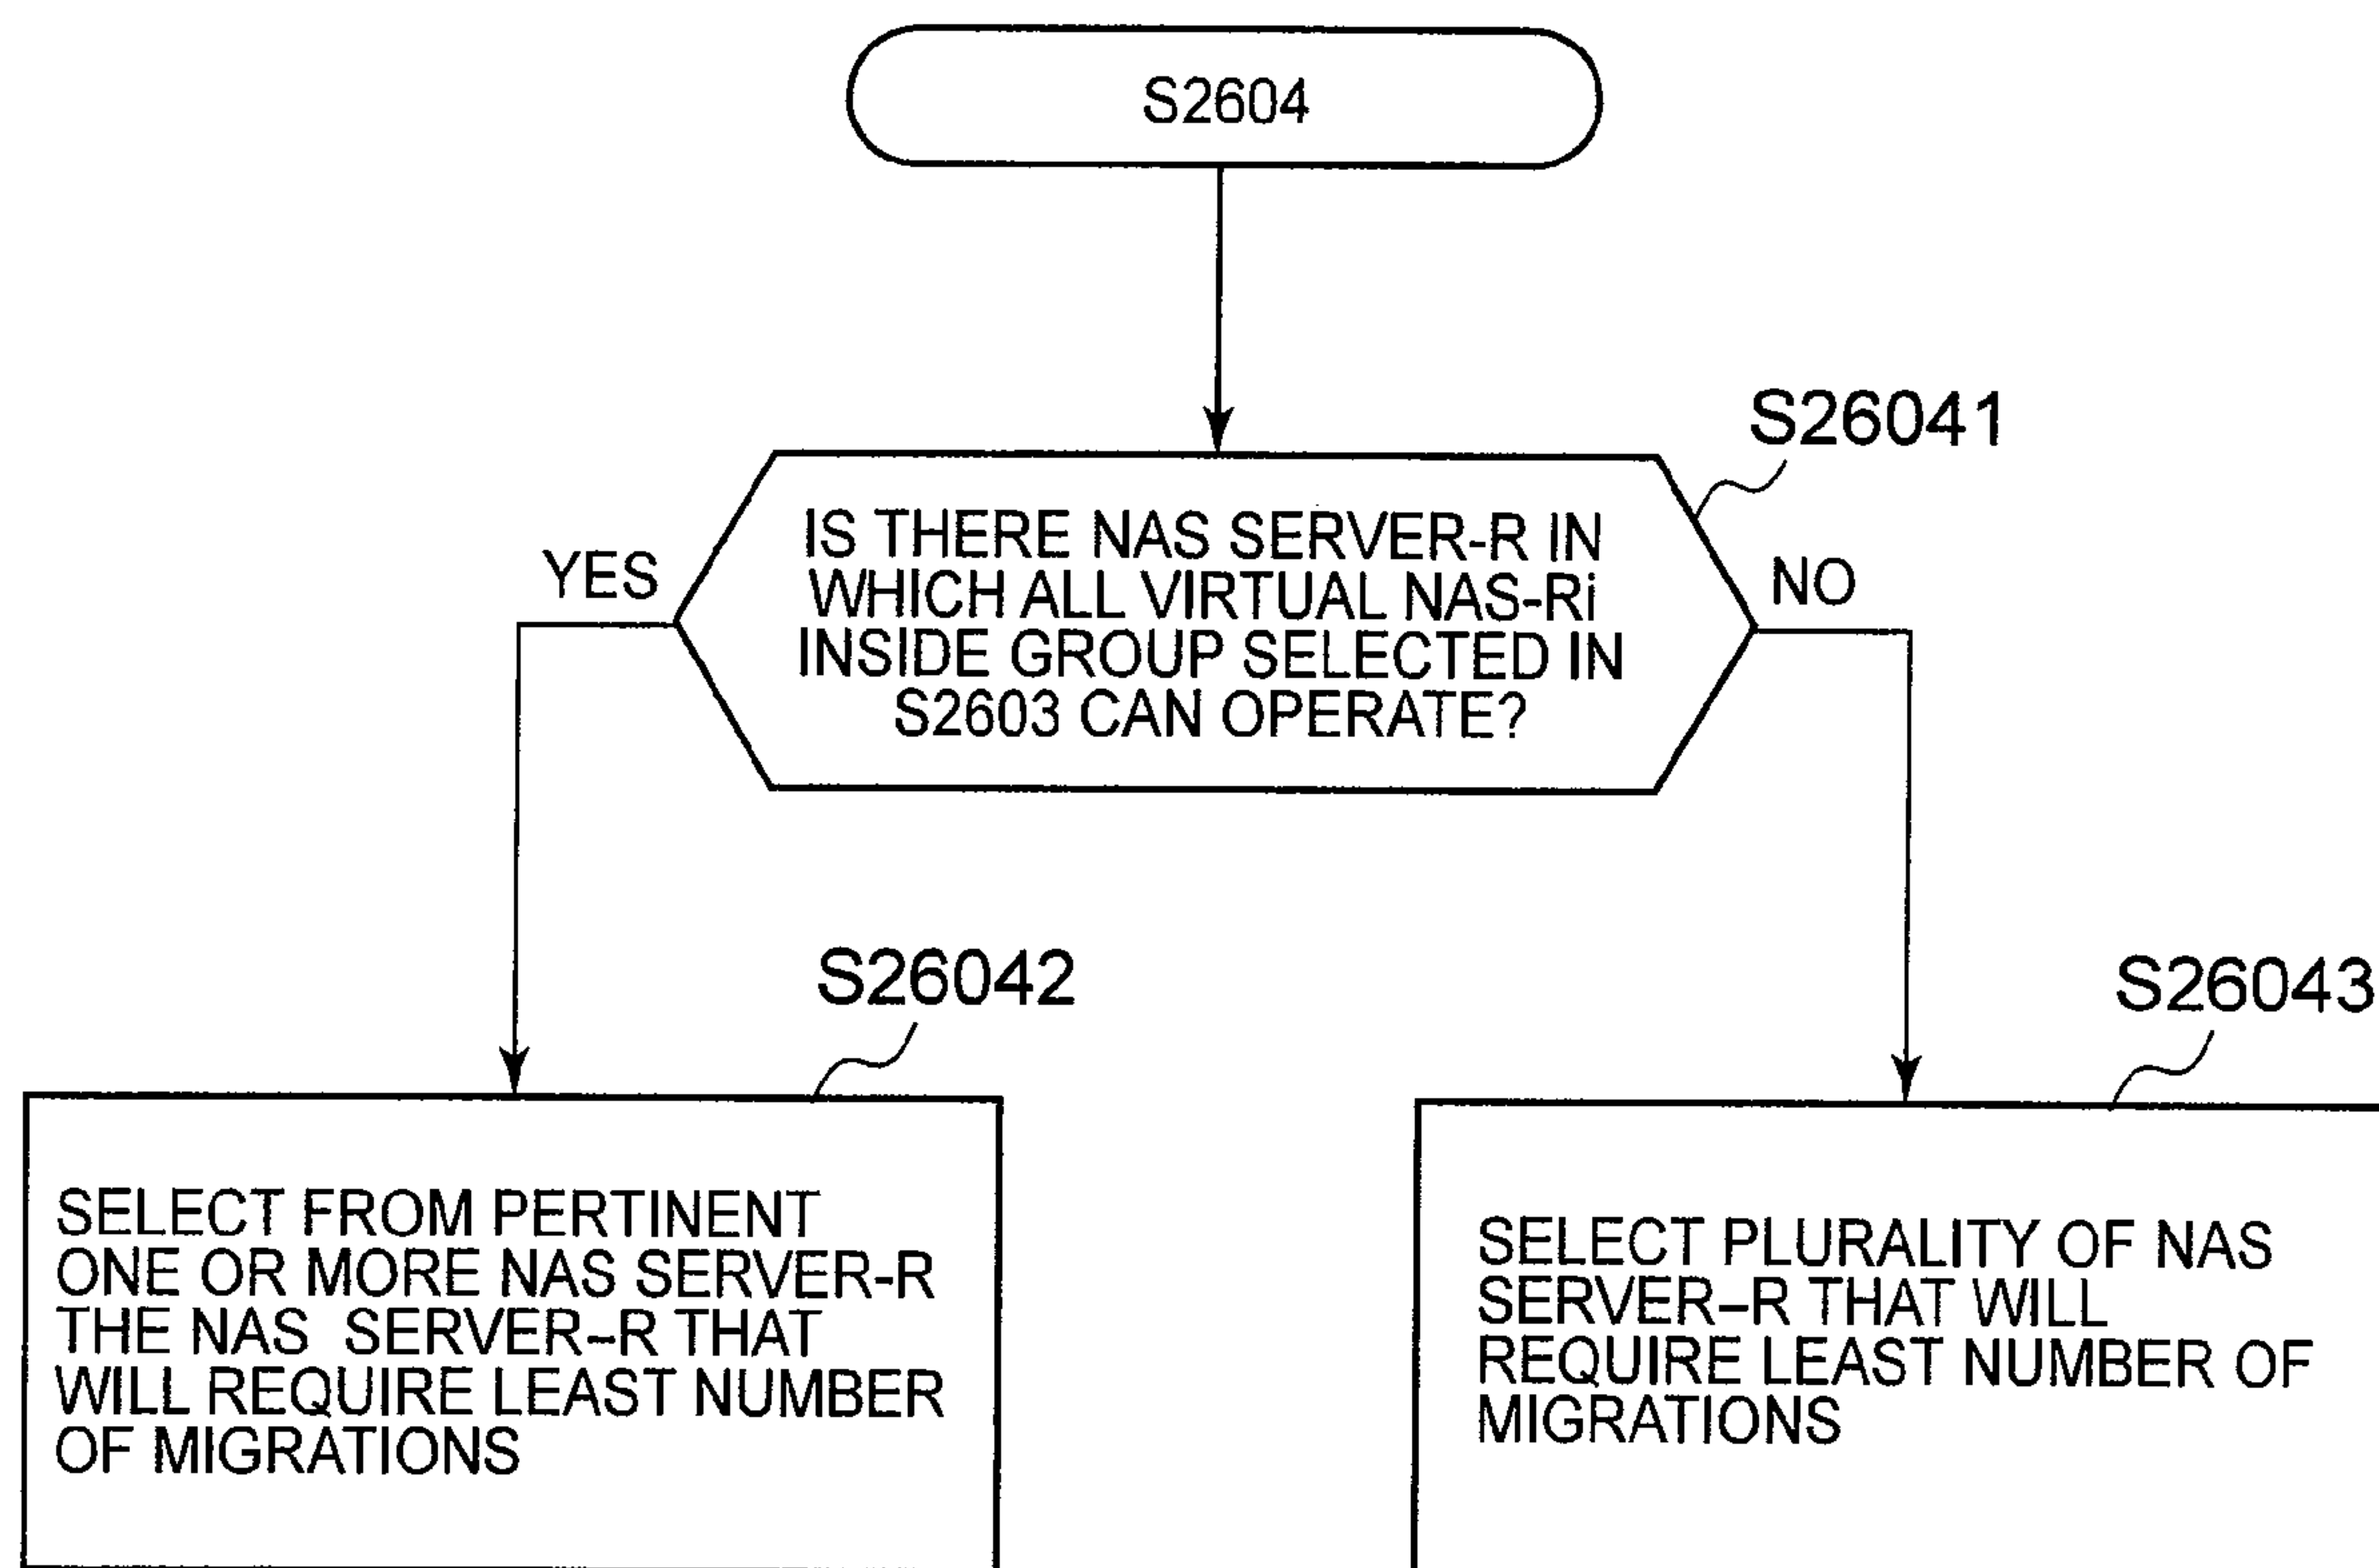 S2604
S26041
IS THERE NAS SERVER-R IN
WHICH ALL VIRTUAL NAS-Ri
INSIDE GROUP SELECTED IN
S2603 CAN OPERATE?
YES
NO
S26042
S26043
SELECT FROM PERTINENT
ONE OR MORE NAS SERVER-R
THE NAS SERVER–R THAT
WILL REQUIRE LEAST NUMBER
OF MIGRATIONS
SELECT PLURALITY OF NAS
SERVER–R THAT WILL
REQUIRE LEAST NUMBER OF
MIGRATIONS